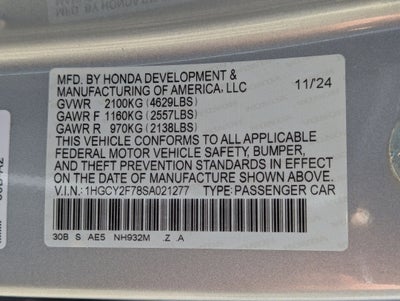 MFD. BY HONDA DEVELOPMENT &
MANUFACTURING OF AMERICA, LLC 11/24
GVWR 2100KG (4629LBS)
GAWR F 1160KG (2557LBS)
GAWR R 970KG (2138LBS)
THIS VEHICLE CONFORMS TO ALL APPLICABLE
FEDERAL MOTOR VEHICLE SAFETY, BUMPER,
AND THEFT PREVENTION STANDARDS IN EFFECT
ON THE DATE OF MANUFACTURE SHOWN ABOVE.
V.I.N.: 1HGCY2F78SA021277 TYPE:PASSENGER CAR
30B S AE5 NH932M Z A